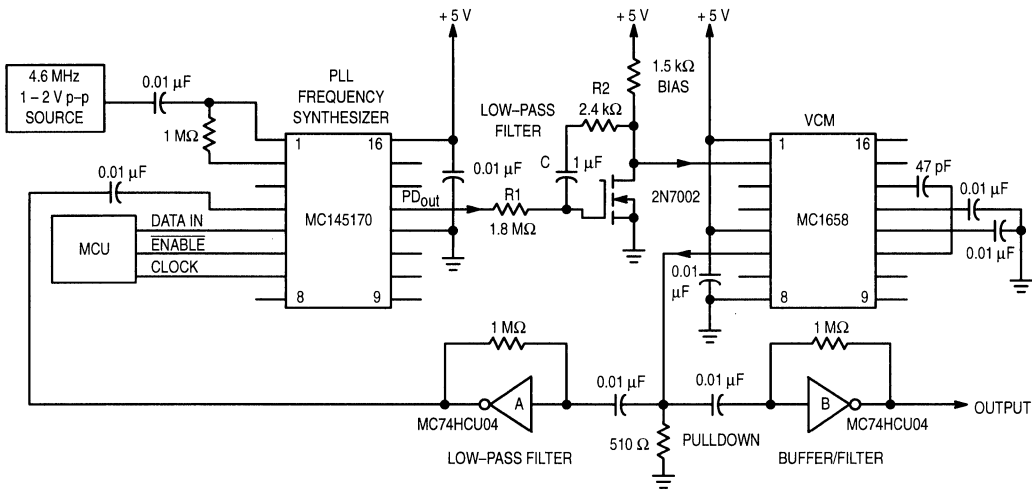 + 5 V
+ 5 V
+ 5 V
4.6 MHz
1 – 2 V p–p
SOURCE
0.01 μF
1 MΩ
PLL
FREQUENCY
SYNTHESIZER
1
16
8
9
MC145170
0.01 μF
MCU
DATA IN
ENABLE
CLOCK
PDout
0.01 μF
LOW–PASS
FILTER
R1
1.8 MΩ
C
1 μF
R2
2.4 kΩ
1.5 kΩ
BIAS
2N7002
VCM
1
16
8
9
MC1658
47 pF
0.01 μF
0.01 μF
0.01
μF
1 MΩ
A
MC74HCU04
LOW–PASS FILTER
0.01 μF
510 Ω
PULLDOWN
0.01 μF
1 MΩ
B
MC74HCU04
BUFFER/FILTER
OUTPUT